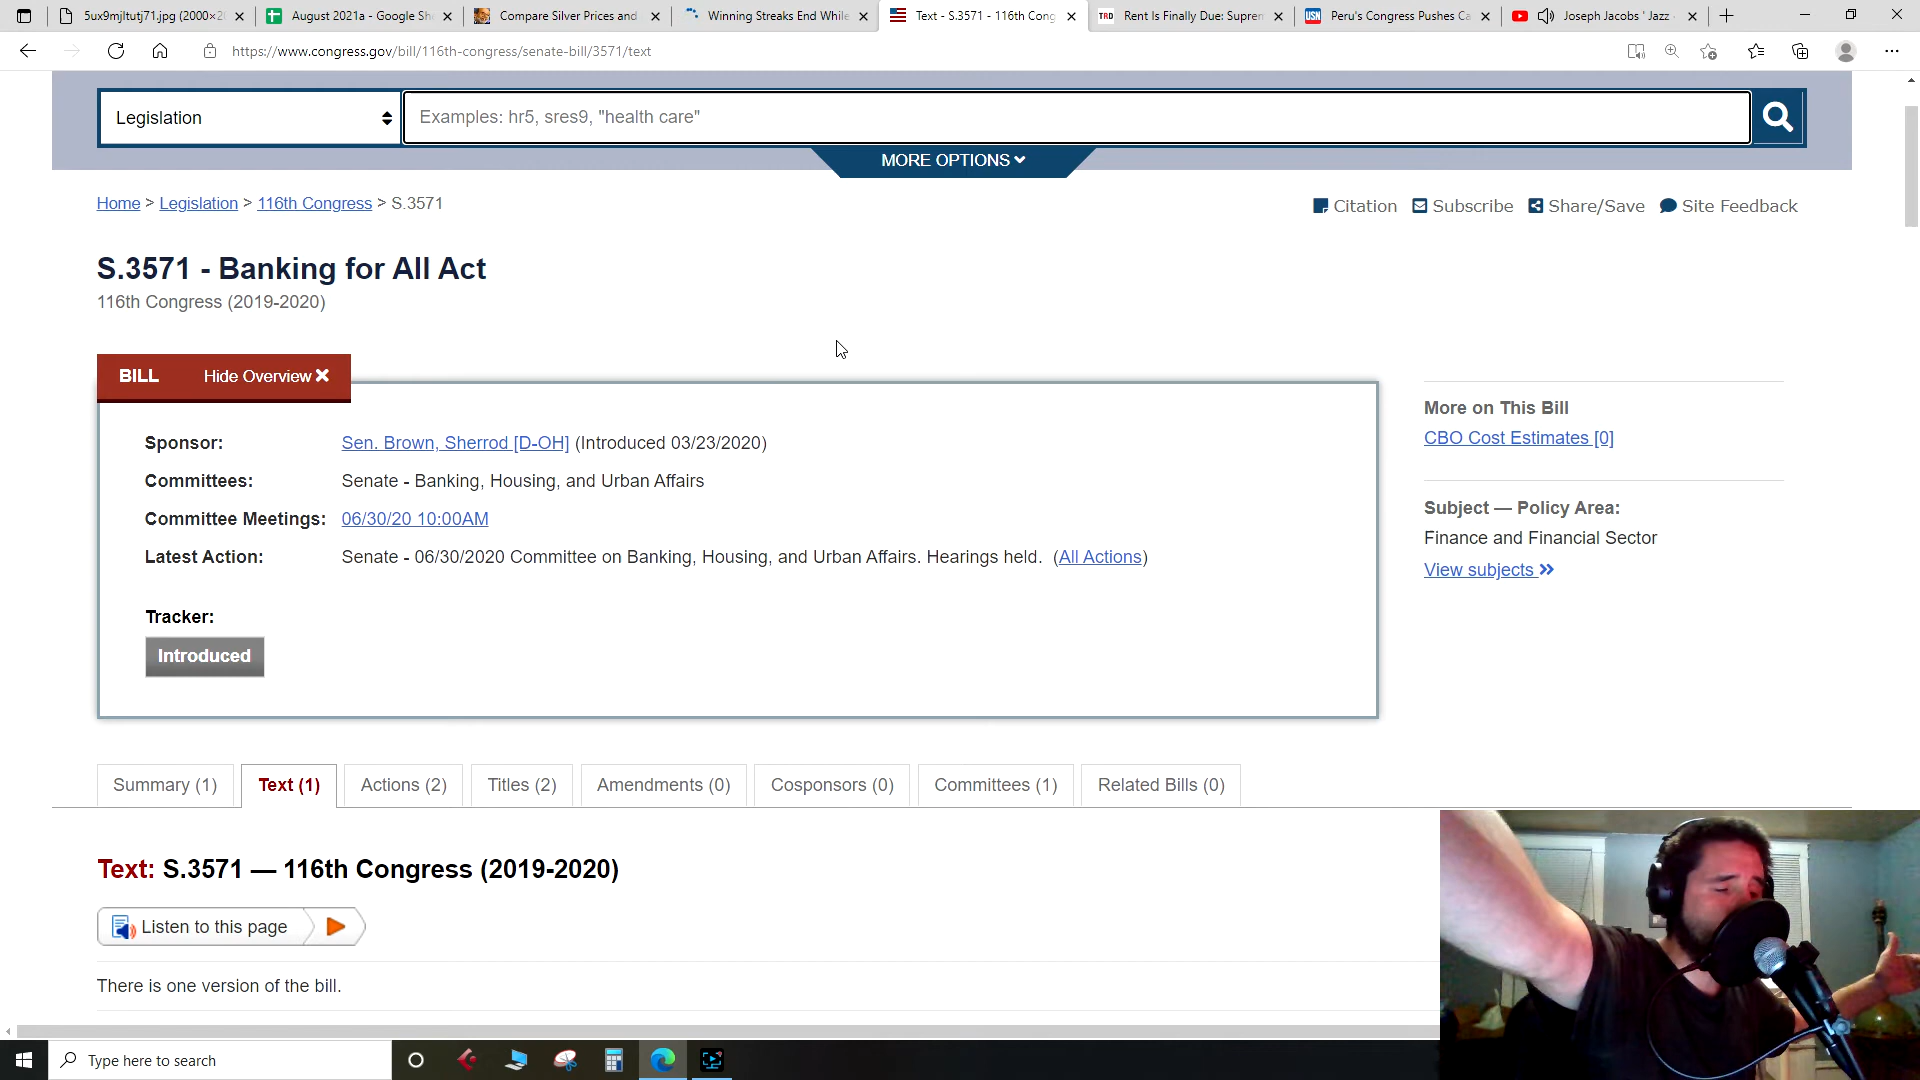 5ux9mjltutj71.jpg (2000×2
August 2021a - Google Sh
Compare Silver Prices and
Winning Streaks End While
Text - S.3571 - 116th Cong
TRD Rent Is Finally Due: Suprem
USN Peru's Congress Pushes Ca
Joseph Jacobs ' Jazz
https://www.congress.gov/bill/116th-congress/senate-bill/3571/text
Legislation
Examples: hr5, sres9, "health care"
MORE OPTIONS
Home > Legislation > 116th Congress > S.3571
Citation Subscribe Share/Save Site Feedback
S.3571 - Banking for All Act
116th Congress (2019-2020)
BILL Hide Overview
More on This Bill
CBO Cost Estimates [0]
Sponsor: Sen. Brown, Sherrod [D-OH] (Introduced 03/23/2020)
Committees: Senate - Banking, Housing, and Urban Affairs
Committee Meetings: 06/30/20 10:00AM
Latest Action: Senate - 06/30/2020 Committee on Banking, Housing, and Urban Affairs. Hearings held. (All Actions)
Subject — Policy Area:
Finance and Financial Sector
View subjects
Tracker:
Introduced
Summary (1) Text (1) Actions (2) Titles (2) Amendments (0) Cosponsors (0) Committees (1) Related Bills (0)
Text: S.3571 — 116th Congress (2019-2020)
Listen to this page
There is one version of the bill.
Type here to search